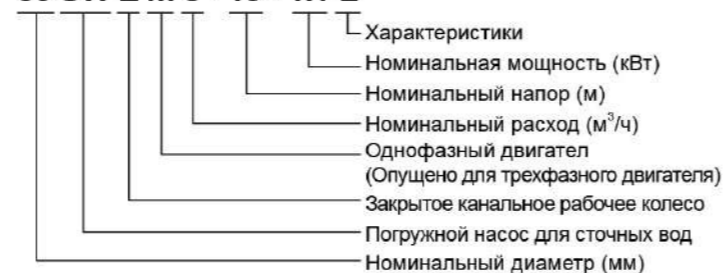 Характеристики
Номинальная мощность (кВт)
Номинальный напор (м)
Номинальный расход (м³/ч)
Однофазный двигател
(Опущено для трехфазного двигателя)
Закрытое канальное рабочее колесо
Погружной насос для сточных вод
Номинальный диаметр (мм)